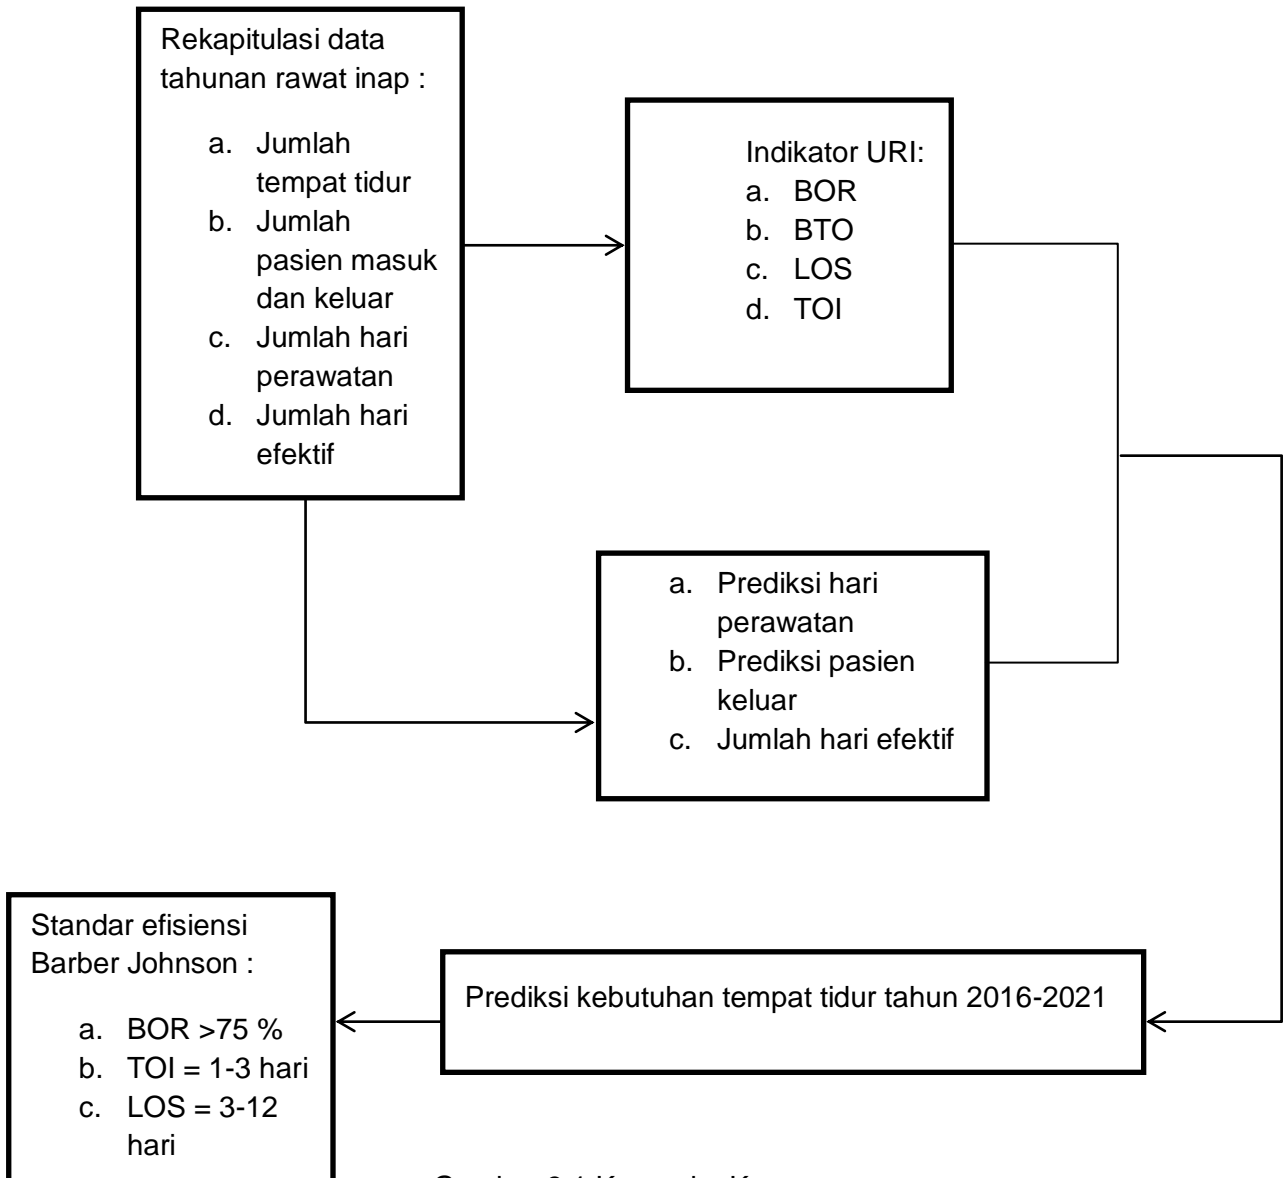 Rekapitulasi data
tahunan rawat inap :
a. Jumlah
tempat tidur
b. Jumlah
pasien masuk
dan keluar
c. Jumlah hari
perawatan
d. Jumlah hari
efektif
Indikator URI:
a. BOR
b. BTO
c. LOS
d. TOI
a. Prediksi hari
perawatan
b. Prediksi pasien
keluar
c. Jumlah hari efektif
Prediksi kebutuhan tempat tidur tahun 2016-2021
Standar efisiensi
Barber Johnson :
a. BOR >75 %
b. TOI = 1-3 hari
c. LOS = 3-12
hari